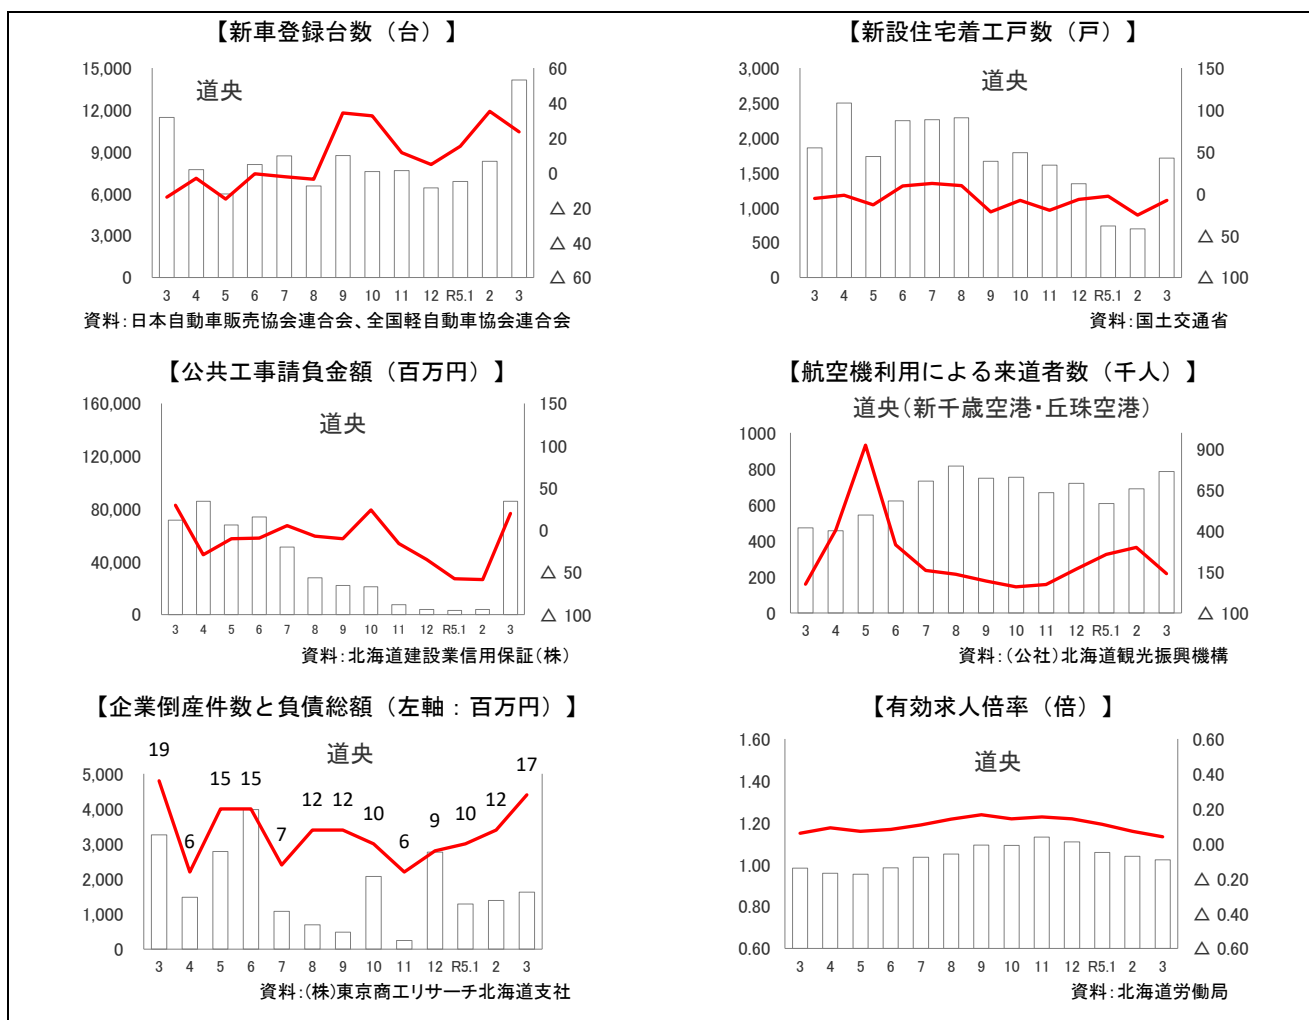 【新車登録台数（台）】
道央
15,000
12,000
9,000
6,000
3,000
0
60
40
20
0
△ 20
△ 40
△ 60
3 4 5 6 7 8 9 10 11 12 R5.1 2 3
資料：日本自動車販売協会連合会、全国軽自動車協会連合会
【新設住宅着工戸数（戸）】
道央
3,000
2,500
2,000
1,500
1,000
500
0
150
100
50
0
△ 50
△ 100
3 4 5 6 7 8 9 10 11 12 R5.1 2 3
資料：国土交通省
【公共工事請負金額（百万円）】
道央
160,000
120,000
80,000
40,000
0
150
100
50
0
△ 50
△ 100
3 4 5 6 7 8 9 10 11 12 R5.1 2 3
資料：北海道建設業信用保証（株）
【航空機利用による来道者数（千人）】
道央（新千歳空港・丘珠空港）
1000
800
600
400
200
0
900
650
400
150
△ 100
3 4 5 6 7 8 9 10 11 12 R5.1 2 3
資料：（公社）北海道観光振興機構
【企業倒産件数と負債総額（左軸：百万円）】
道央
5,000
4,000
3,000
2,000
1,000
0
19 6 15 15 7 12 12 10 6 9 10 12 17
3 4 5 6 7 8 9 10 11 12 R5.1 2 3
資料：（株）東京商工リサーチ北海道支社
【有効求人倍率（倍）】
道央
1.60
1.40
1.20
1.00
0.80
0.60
0.60
0.40
0.20
0.00
△ 0.20
△ 0.40
△ 0.60
3 4 5 6 7 8 9 10 11 12 R5.1 2 3
資料：北海道労働局